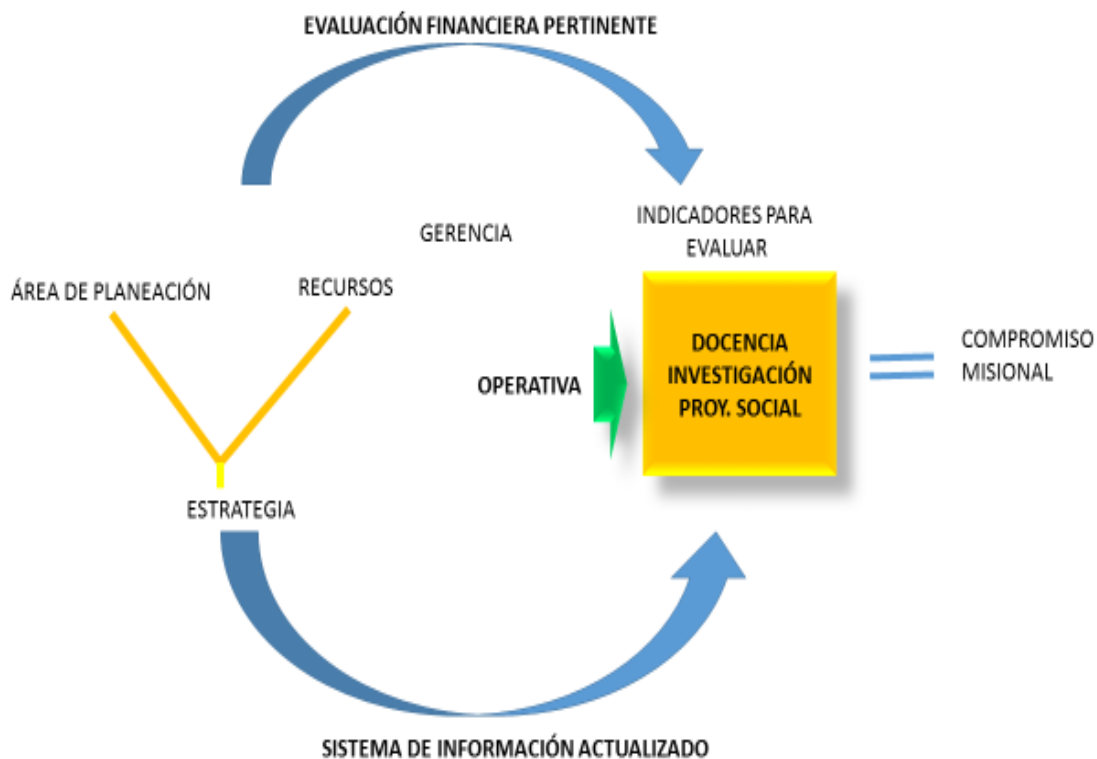 EVALUACIÓN FINANCIERA PERTINENTE
GERENCIA
INDICADORES PARA
EVALUAR
ÁREA DE PLANEACIÓN
RECURSOS
OPERATIVA
DOCENCIA
INVESTIGACIÓN
PROY. SOCIAL
COMPROMISO
MISIONAL
ESTRATEGIA
SISTEMA DE INFORMACIÓN ACTUALIZADO